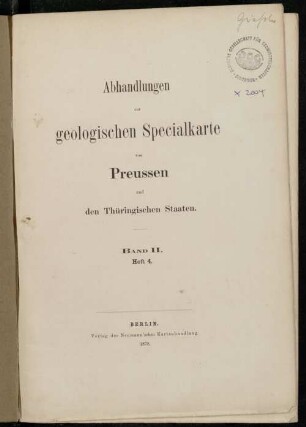 Abhandlungen
zur
geologischen Specialkarte
von
Preussen
und
den Thüringischen Staaten.
BAND II.
Heft 4.
BERLIN.
Verlag der Neumann'schen Kartenhandlung.